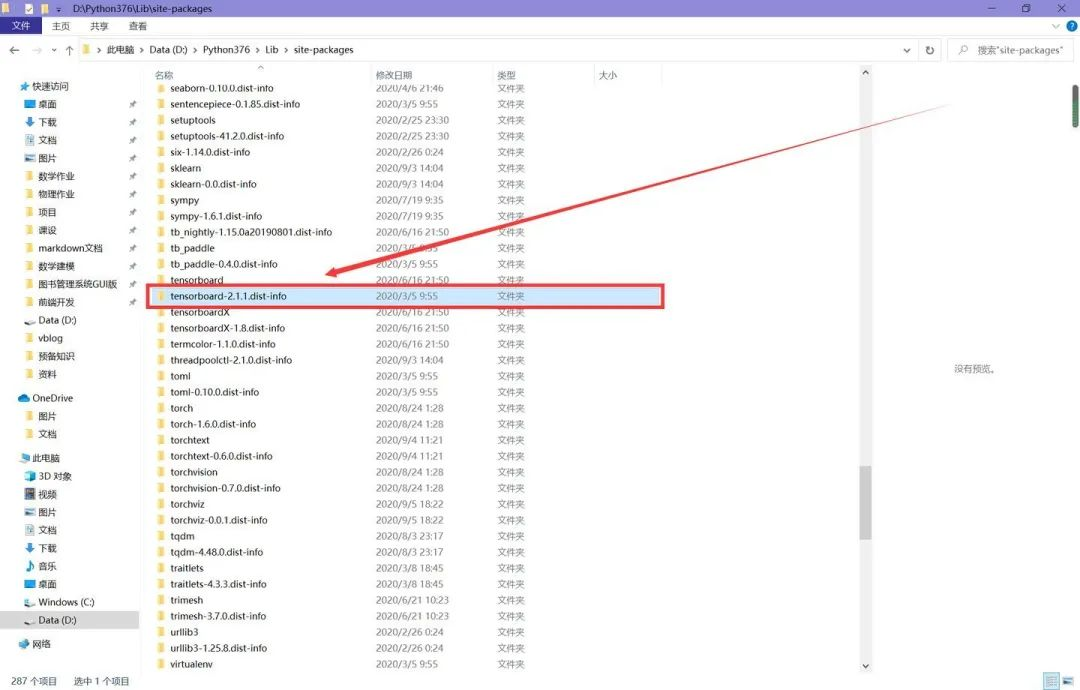 D:\Python376\Lib\site-packages
文件 主页 共享 查看
此电脑 Data (D:) Python376 Lib site-packages 搜索"site-packages"
快速访问
桌面
下载
文档
图片
数学作业
物理作业
项目
课设
markdown文档
数学建模
图书管理系统GUI版
前端开发
Data (D:)
vblog
预备知识
资料
OneDrive
图片
文档
此电脑
3D 对象
视频
图片
文档
下载
音乐
桌面
Windows (C:)
Data (D:)
网络
名称 修改日期 类型 大小
seaborn-0.10.0.dist-info 2020/4/6 21:46 文件夹
sentencepiece-0.1.85.dist-info 2020/3/5 9:55 文件夹
setuptools 2020/2/25 23:30 文件夹
setuptools-41.2.0.dist-info 2020/2/25 23:30 文件夹
six-1.14.0.dist-info 2020/2/26 0:24 文件夹
sklearn 2020/9/3 14:04 文件夹
sklearn-0.0.dist-info 2020/9/3 14:04 文件夹
sympy 2020/7/19 9:35 文件夹
sympy-1.6.1.dist-info 2020/7/19 9:35 文件夹
tb_nightly-1.15.0a20190801.dist-info 2020/6/16 21:50 文件夹
tb_paddle 2020/3/5 9:55 文件夹
tb_paddle-0.4.0.dist-info 2020/3/5 9:55 文件夹
tensorboard 2020/6/16 21:50 文件夹
tensorboard-2.1.1.dist-info 2020/3/5 9:55 文件夹
tensorboardX 2020/6/16 21:50 文件夹
tensorboardX-1.8.dist-info 2020/6/16 21:50 文件夹
termcolor-1.1.0.dist-info 2020/6/16 21:50 文件夹
threadpoolctl-2.1.0.dist-info 2020/9/3 14:04 文件夹
toml 2020/3/5 9:55 文件夹
toml-0.10.0.dist-info 2020/3/5 9:55 文件夹
torch 2020/8/24 1:28 文件夹
torch-1.6.0.dist-info 2020/8/24 1:28 文件夹
torchtext 2020/9/4 11:21 文件夹
torchtext-0.6.0.dist-info 2020/9/4 11:21 文件夹
torchvision 2020/8/24 1:28 文件夹
torchvision-0.7.0.dist-info 2020/8/24 1:28 文件夹
torchviz 2020/9/5 18:22 文件夹
torchviz-0.0.1.dist-info 2020/9/5 18:22 文件夹
tqdm 2020/8/3 23:17 文件夹
tqdm-4.48.0.dist-info 2020/8/3 23:17 文件夹
traitlets 2020/3/8 18:45 文件夹
traitlets-4.3.3.dist-info 2020/3/8 18:45 文件夹
trimesh 2020/6/21 10:23 文件夹
trimesh-3.7.0.dist-info 2020/6/21 10:23 文件夹
urllib3 2020/2/26 0:24 文件夹
urllib3-1.25.8.dist-info 2020/2/26 0:24 文件夹
virtualenv 2020/3/5 9:55 文件夹
没有预览。
287 个项目 选中 1 个项目